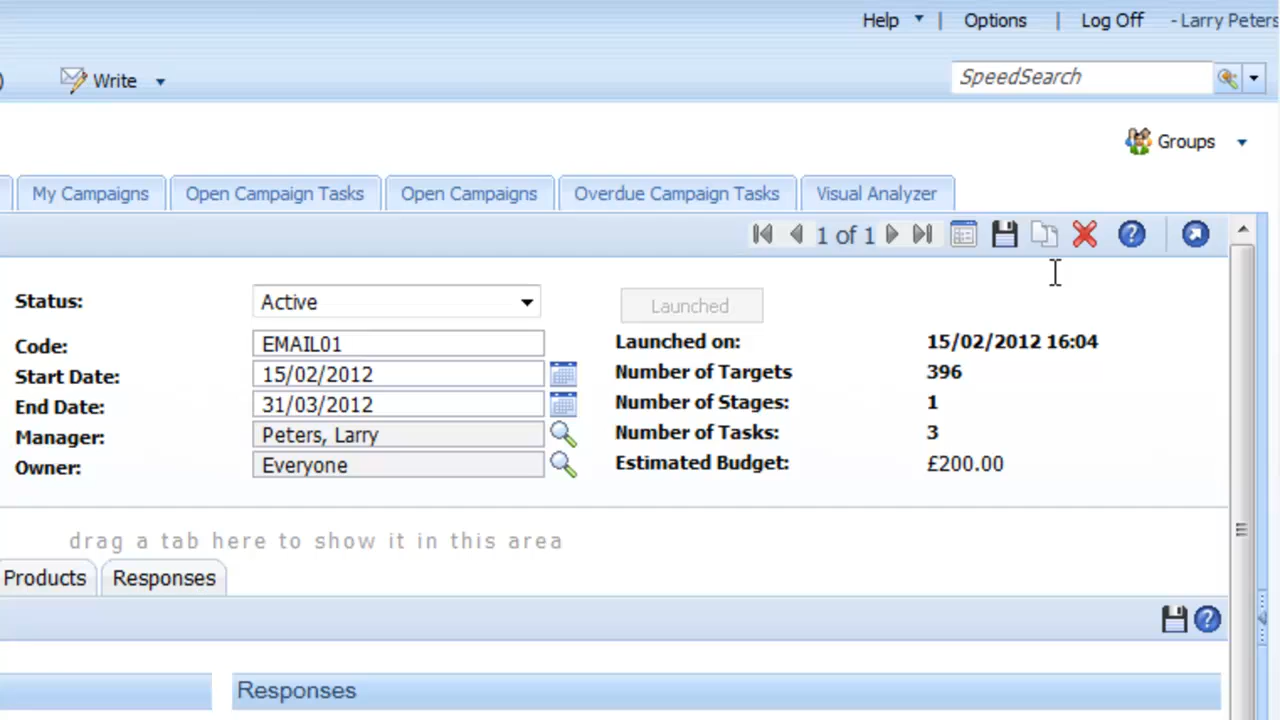 Help | Options | Log Off - Larry Peters
) Write SpeedSearch
Groups
My Campaigns Open Campaign Tasks Open Campaigns Overdue Campaign Tasks Visual Analyzer
1 of 1
Status: Active Launched
Code: EMAIL01 Launched on: 15/02/2012 16:04
Start Date: 15/02/2012 Number of Targets 396
End Date: 31/03/2012 Number of Stages: 1
Manager: Peters, Larry Number of Tasks: 3
Owner: Everyone Estimated Budget: £200.00
drag a tab here to show it in this area
Products Responses
Responses